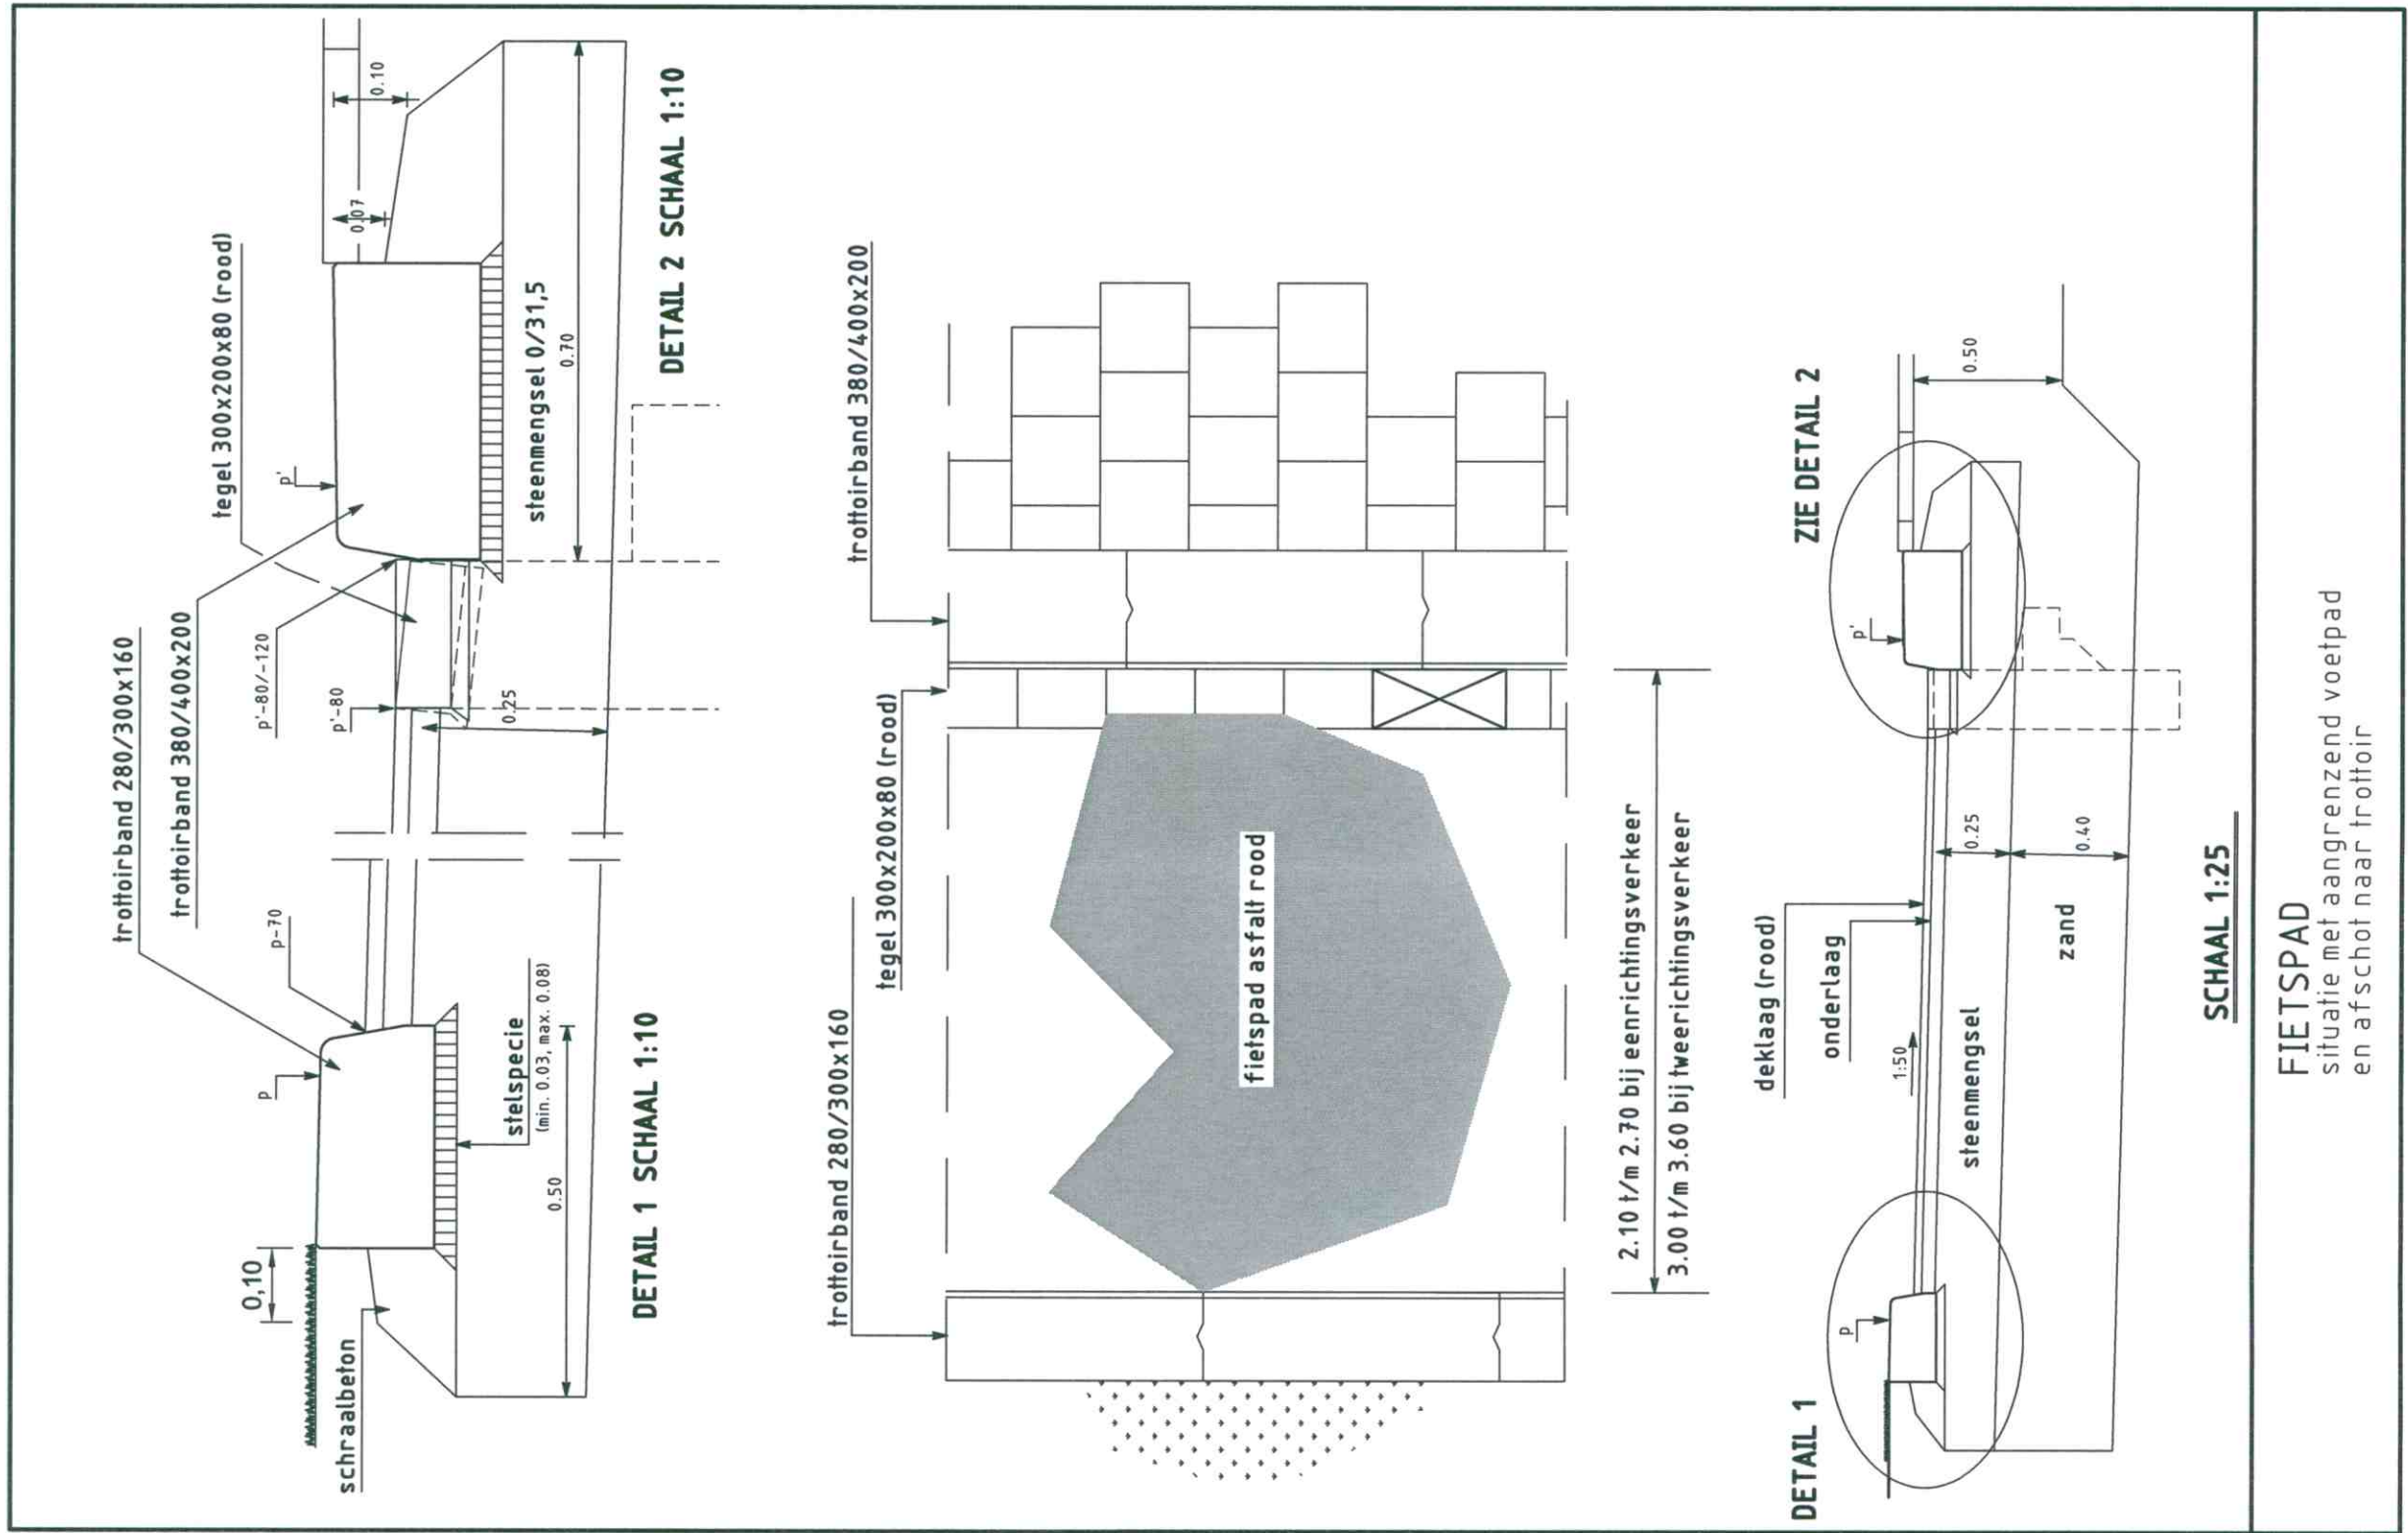 trottoirband 280/300x160
trottoirband 380/400x200
tegel 300x200x80 (rood)
p'
p'-80/-120
p'-80
p-70
p
0,10
0.07
0.10
0.25
schraalbeton
stelspecie
(min. 0.03, max. 0.08)
0.50
steenmengsel 0/31,5
0.70
DETAIL 1 SCHAAL 1:10
DETAIL 2 SCHAAL 1:10
trottoirband 280/300x160
tegel 300x200x80 (rood)
trottoirband 380/400x200
fietspad asfalt rood
2.10 t/m 2.70 bij eenrichtingsverkeer
3.00 t/m 3.60 bij tweerichtingsverkeer
DETAIL 1
ZIE DETAIL 2
deklaag (rood)
onderlaag
1:50
p
p'
steenmengsel
zand
0.25
0.40
0.50
SCHAAL 1:25
FIETSPAD
situatie met aangrenzend voetpad
en afschot naar trottoir